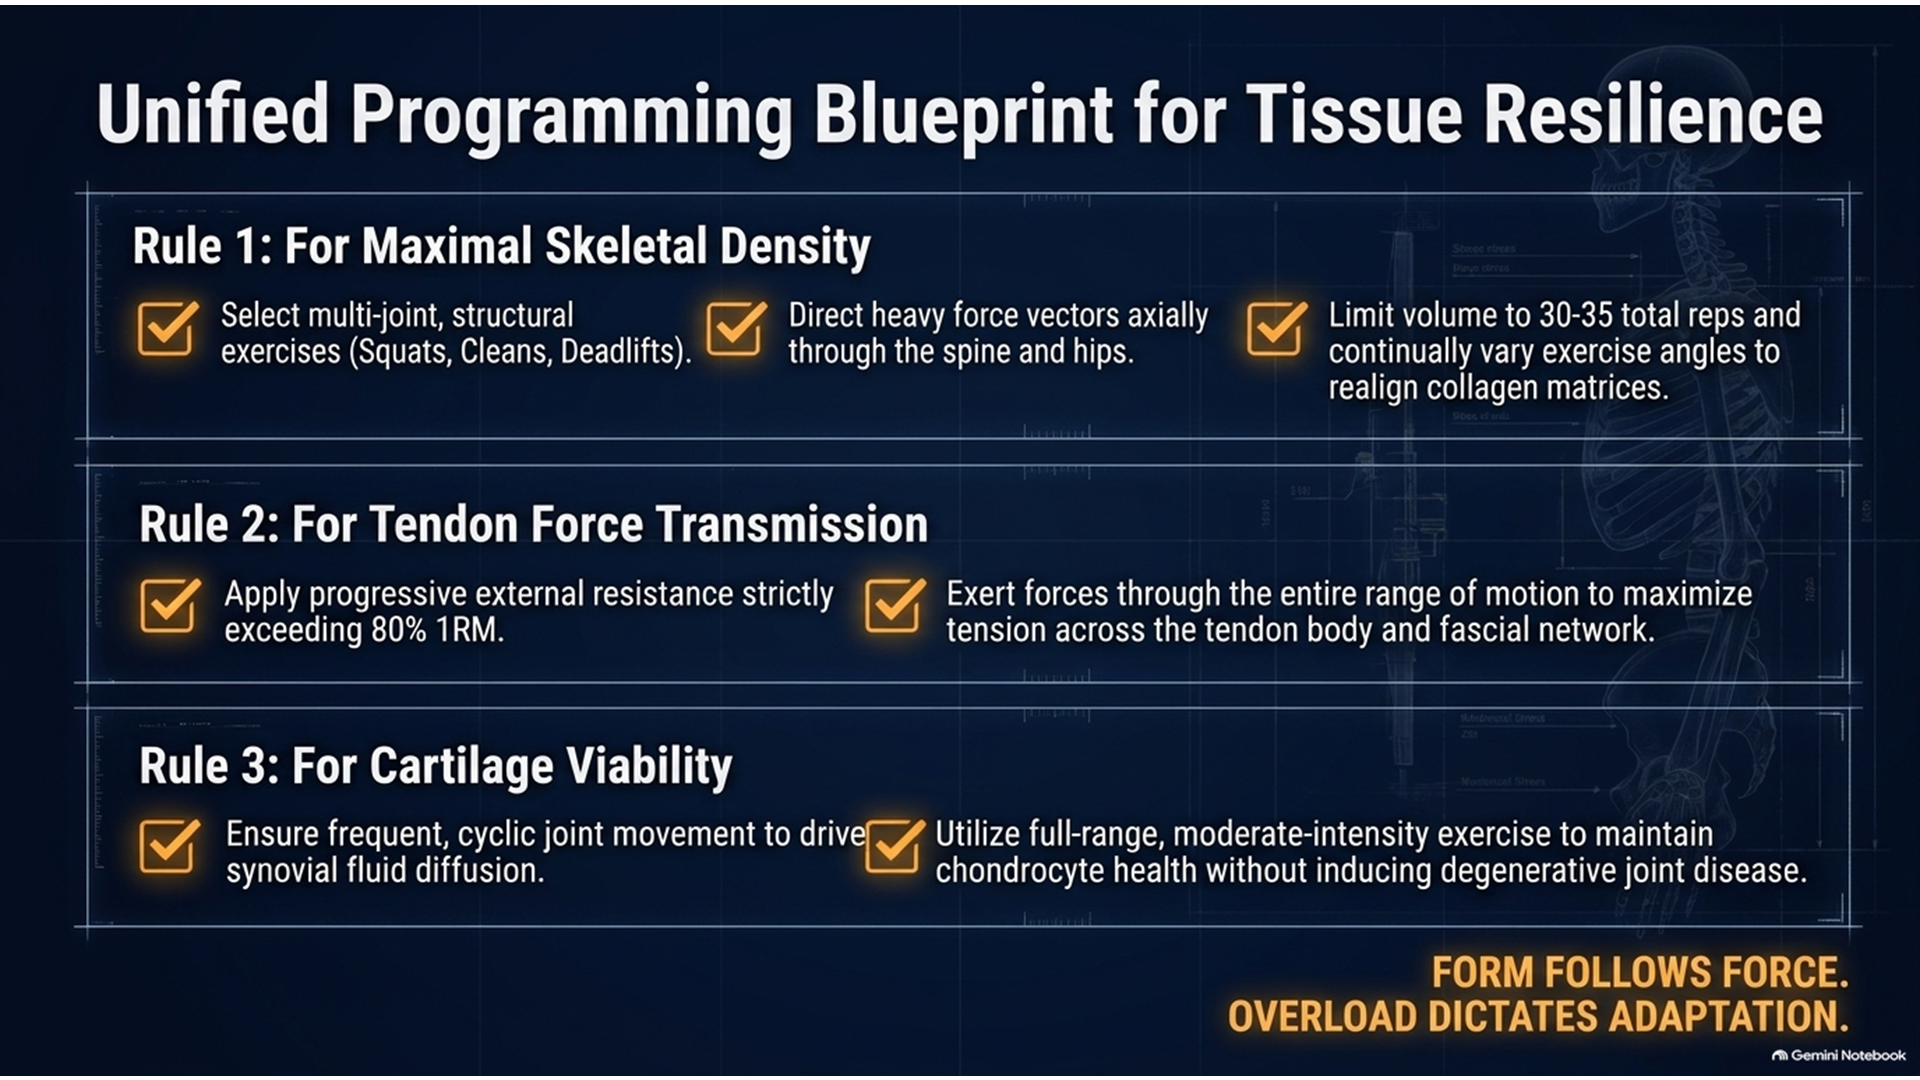 Unified Programming Blueprint for Tissue Resilience
Rule 1: For Maximal Skeletal Density
Select multi-joint, structural
exercises (Squats, Cleans, Deadlifts).
Direct heavy force vectors axially
through the spine and hips.
Limit volume to 30-35 total reps and
continually vary exercise angles to
realign collagen matrices.
Rule 2: For Tendon Force Transmission
Apply progressive external resistance strictly
exceeding 80% 1RM.
Exert forces through the entire range of motion to maximize
tension across the tendon body and fascial network.
Rule 3: For Cartilage Viability
Ensure frequent, cyclic joint movement to drive
synovial fluid diffusion.
Utilize full-range, moderate-intensity exercise to maintain
chondrocyte health without inducing degenerative joint disease.
FORM FOLLOWS FORCE.
OVERLOAD DICTATES ADAPTATION.
Gemini Notebook